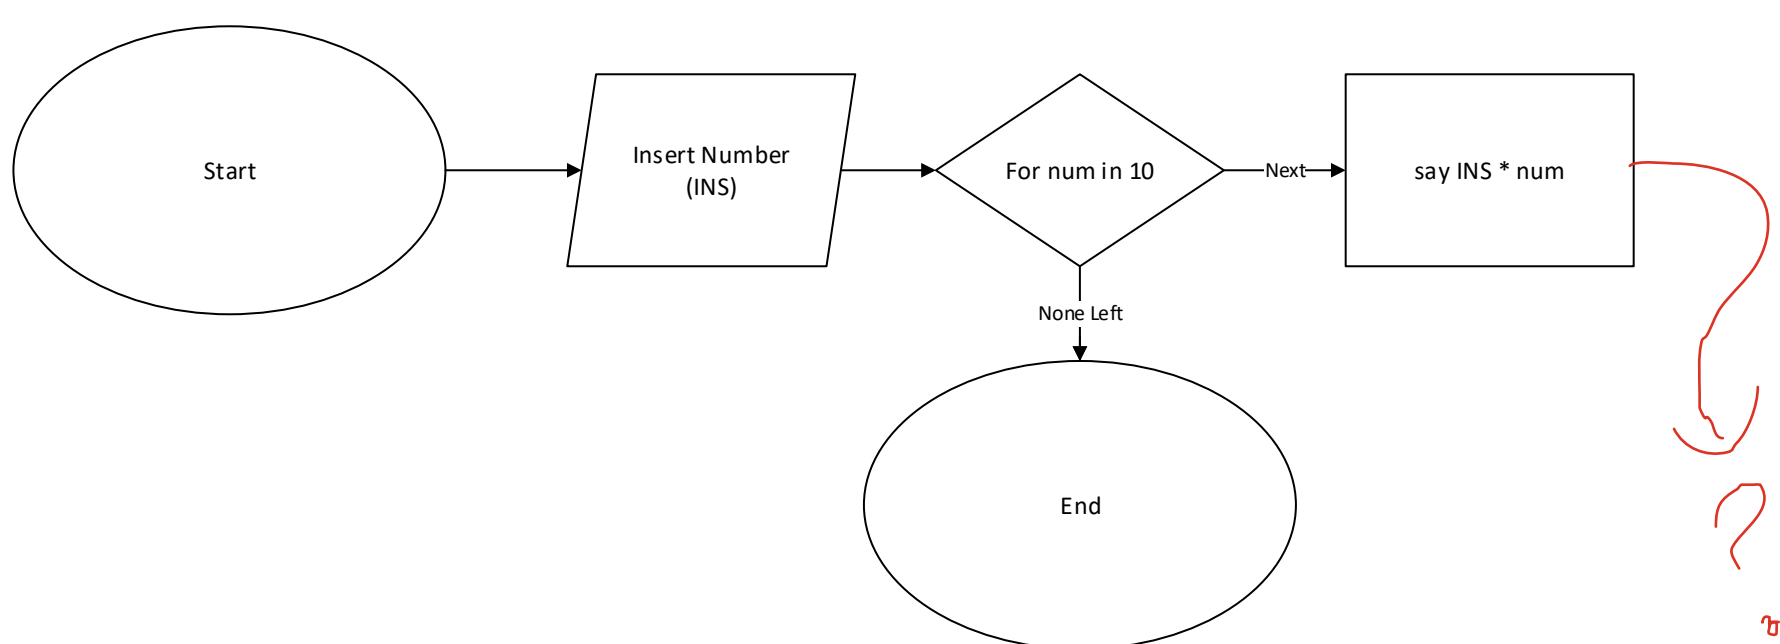 Start
Insert Number
(INS)
For num in 10
Next
say INS * num
None Left
End
?